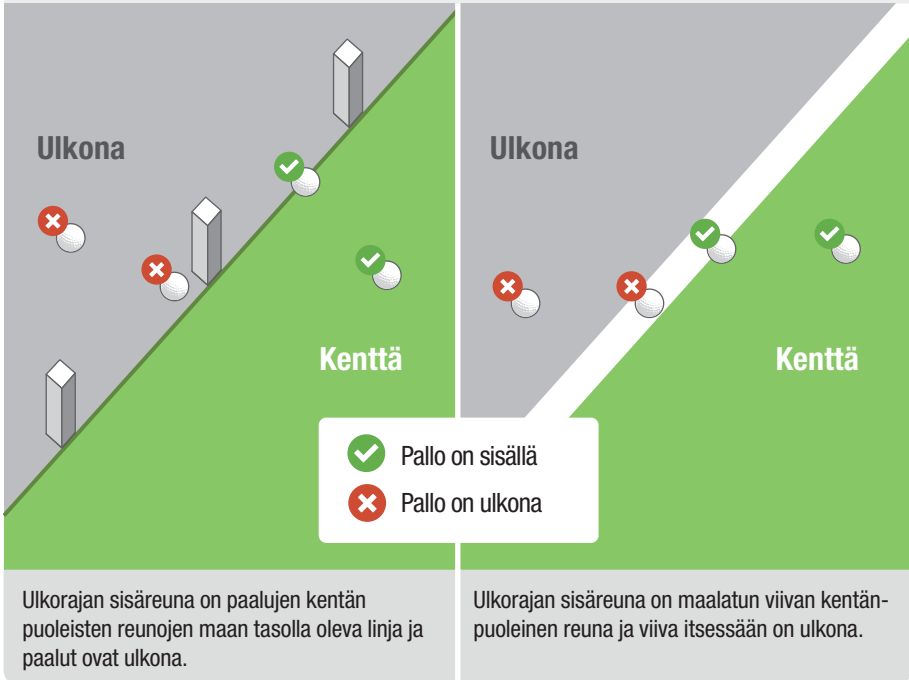 Ulkona
Kenttä
Ulkona
Kenttä
Pallo on sisällä
Pallo on ulkona
Ulkorajan sisäreuna on paalujen kentän
puoleisten reunojen maan tasolla oleva linja ja
paalut ovat ulkona.
Ulkorajan sisäreuna on maalatun viivan kentän-
puoleinen reuna ja viiva itsessään on ulkona.